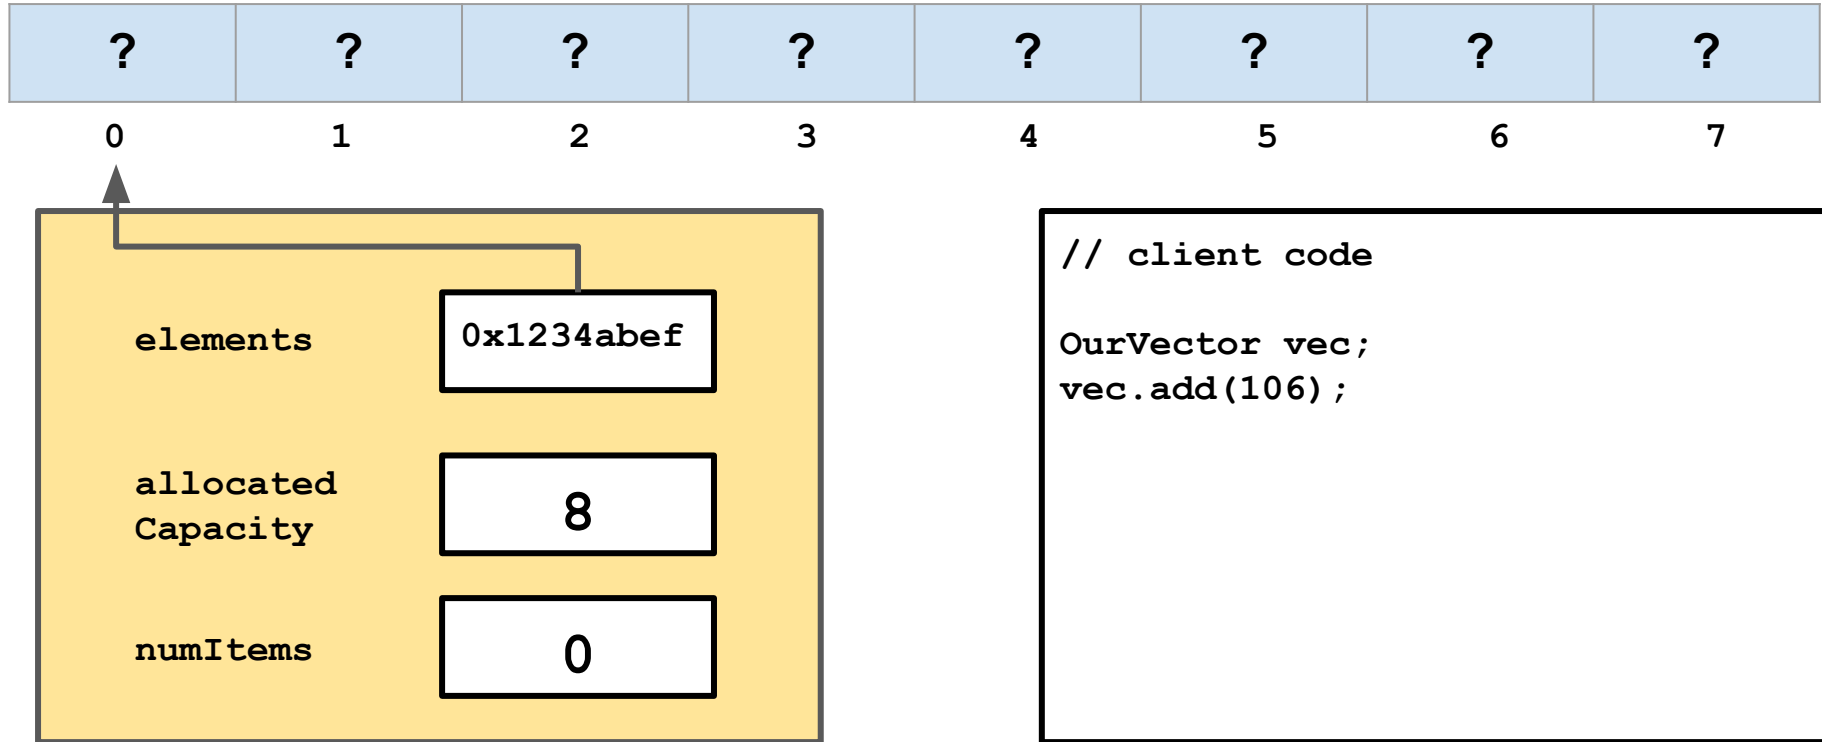 ? ? ? ? ? ? ? ?
0 1 2 3 4 5 6 7
elements 0x1234abef
allocated
Capacity 8
numItems 0
// client code
OurVector vec;
vec.add(106);